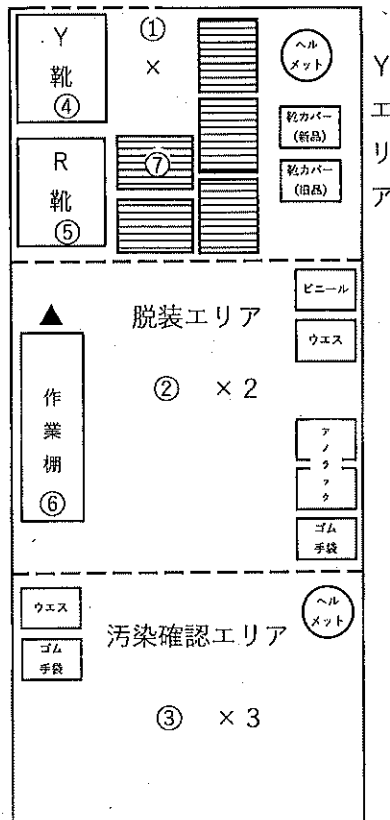 Y
靴
④
①
×
ヘル
メット
Yエリア
R
靴
⑤
⑦
靴カバー
(新品)
靴カバー
(旧品)
▲
脱装エリア
ビニール
ウエス
② ×2
作業棚
⑥
アノラック
ゴム
手袋
ウエス
ゴム
手袋
汚染確認エリア
ヘル
メット
③ ×3